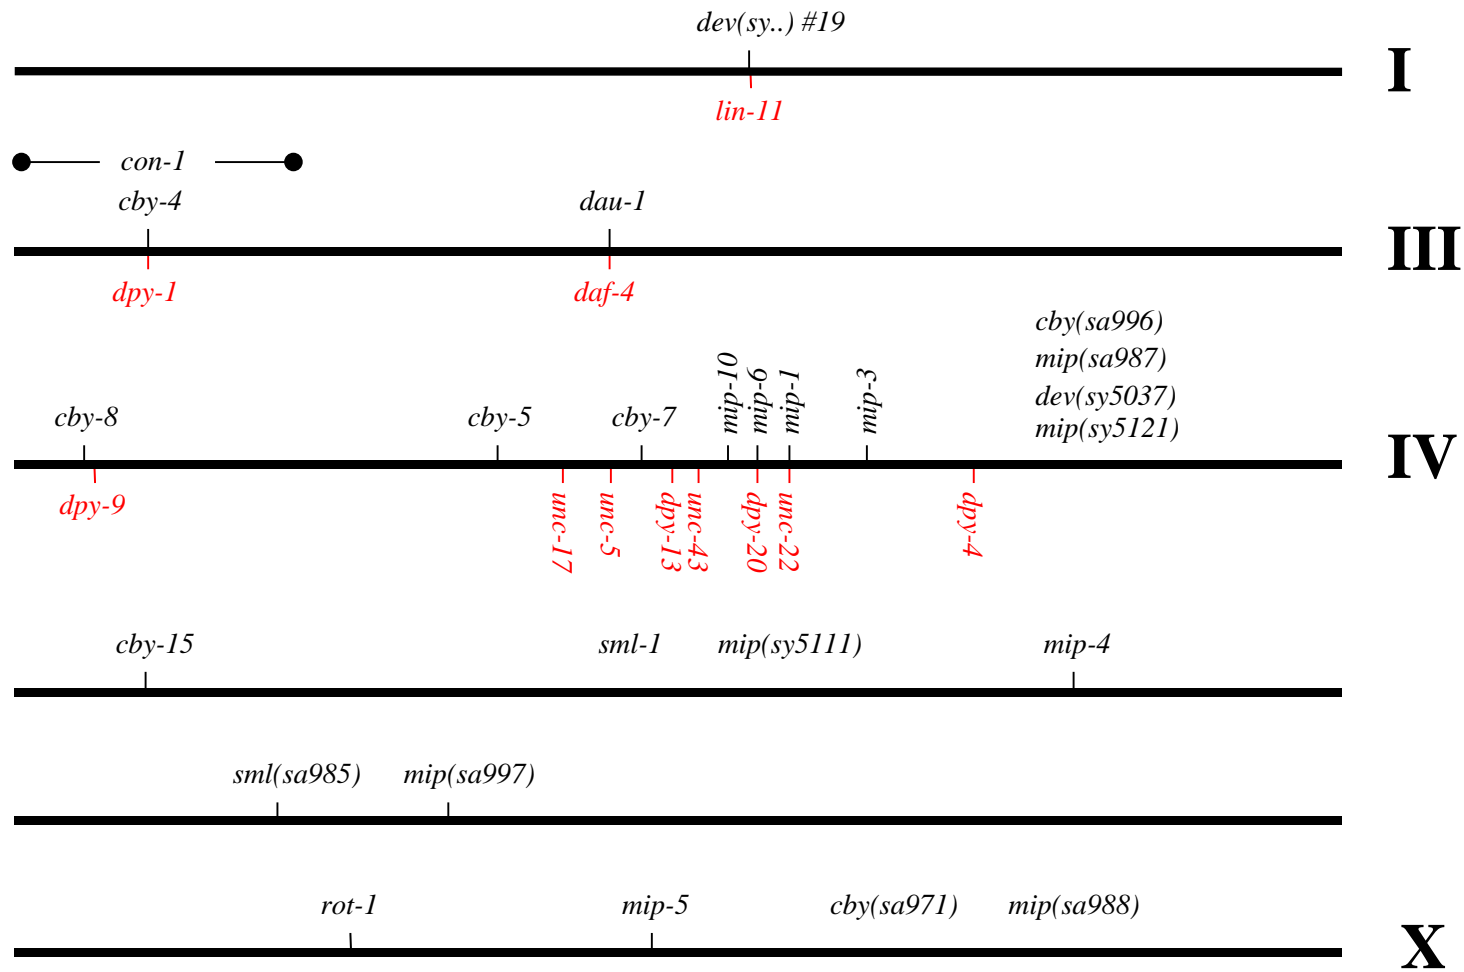 dev(sy..) #19
I
lin-11
con-1
cby-4 dau-1
III
dpy-1 daf-4
cby(sa996)
mip(sa987)
dev(sy5037)
mip(sy5121)
cby-8 cby-5 cby-7 mip-10 mip-6 mip-1 mip-3
IV
dpy-9 unc-17 unc-5 dpy-13 unc-43 dpy-20 unc-22 dpy-4
cby-15 sml-1 mip(sy5111) mip-4
sml(sa985) mip(sa997)
rot-1 mip-5 cby(sa971) mip(sa988)
X